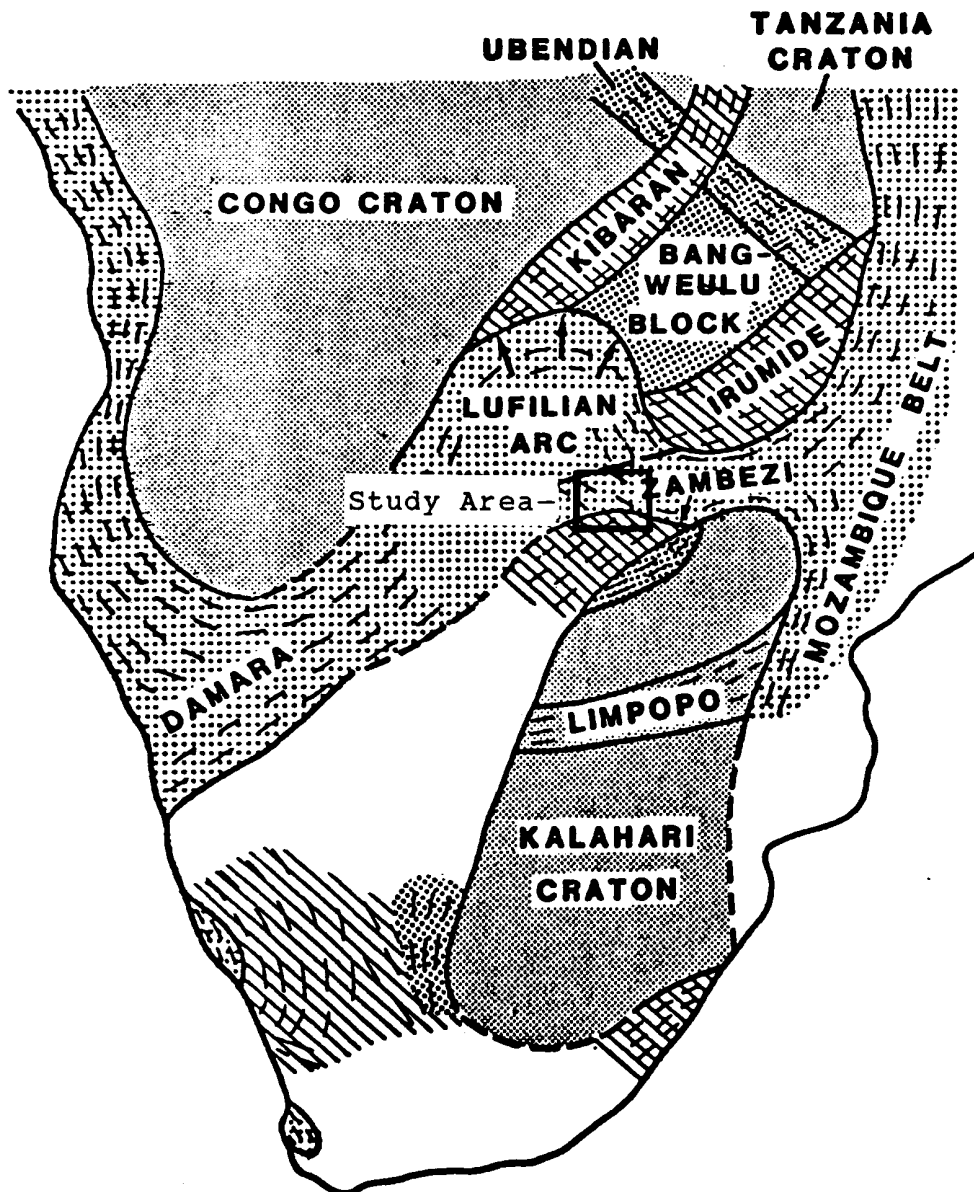 UBENDIAN
TANZANIA
CRATON
CONGO CRATON
KIBARAN
BANG-
WEULU
BLOCK
IRUMIDE
LUFILIAN
ARC
Study Area
ZAMBEZI
MOZAMBIQUE BELT
DAMARA
LIMPOPO
KALAHARI
CRATON